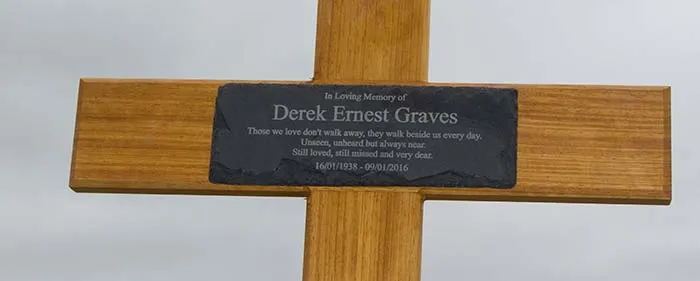 In Loving Memory of
Derek Ernest Graves
Those we love don't walk away, they walk beside us every day.
Unseen, unheard but always near.
Still loved, still missed and very dear.
16/01/1938 - 09/01/2016